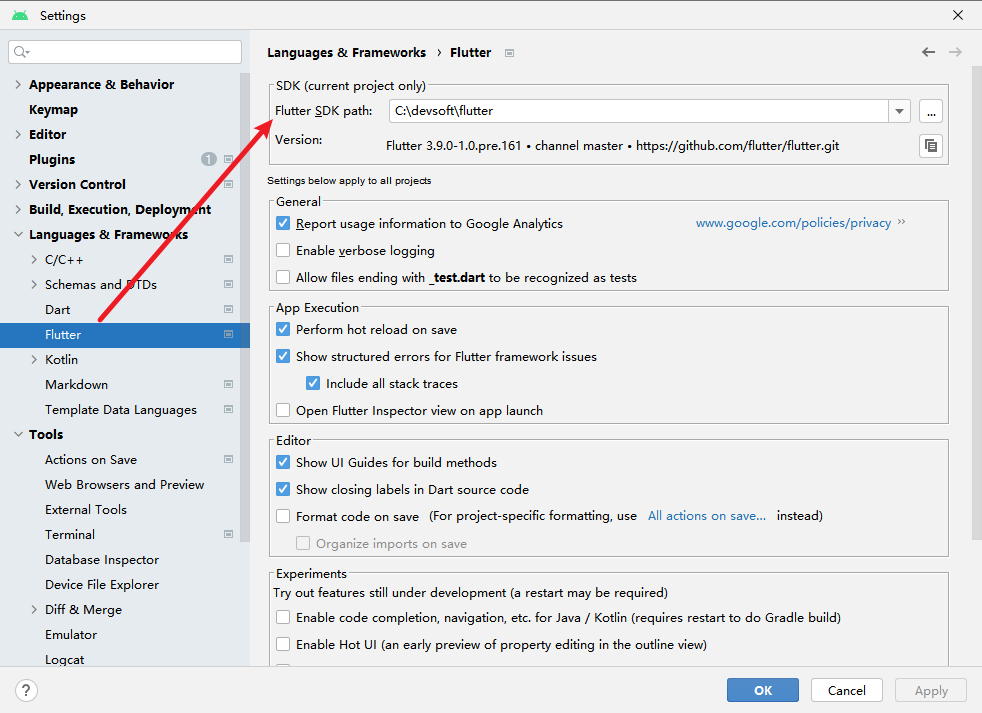 Settings
Appearance & Behavior
Keymap
Editor
Plugins 1
Version Control
Build, Execution, Deployment
Languages & Frameworks
C/C++
Schemas and DTDs
Dart
Flutter
Kotlin
Markdown
Template Data Languages
Tools
Actions on Save
Web Browsers and Preview
External Tools
Terminal
Database Inspector
Device File Explorer
Diff & Merge
Emulator
Logcat
Languages & Frameworks › Flutter
SDK (current project only)
Flutter SDK path: C:\devsoft\flutter ...
Version: Flutter 3.9.0-1.0.pre.161 • channel master • https://github.com/flutter/flutter.git
Settings below apply to all projects
General
Report usage information to Google Analytics www.google.com/policies/privacy »
Enable verbose logging
Allow files ending with _test.dart to be recognized as tests
App Execution
Perform hot reload on save
Show structured errors for Flutter framework issues
Include all stack traces
Open Flutter Inspector view on app launch
Editor
Show UI Guides for build methods
Show closing labels in Dart source code
Format code on save (For project-specific formatting, use All actions on save... instead)
Organize imports on save
Experiments
Try out features still under development (a restart may be required)
Enable code completion, navigation, etc. for Java / Kotlin (requires restart to do Gradle build)
Enable Hot UI (an early preview of property editing in the outline view)
? OK Cancel Apply